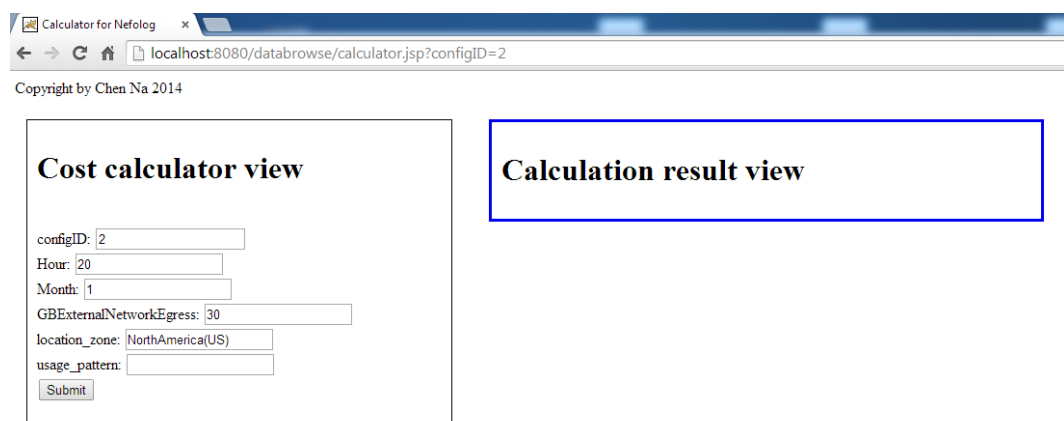 Calculator for Nefolog
localhost:8080/databrowse/calculator.jsp?configID=2
Copyright by Chen Na 2014
Cost calculator view
configID: 2
Hour: 20
Month: 1
GBExternalNetworkEgress: 30
location_zone: NorthAmerica(US)
usage_pattern:
Submit
Calculation result view